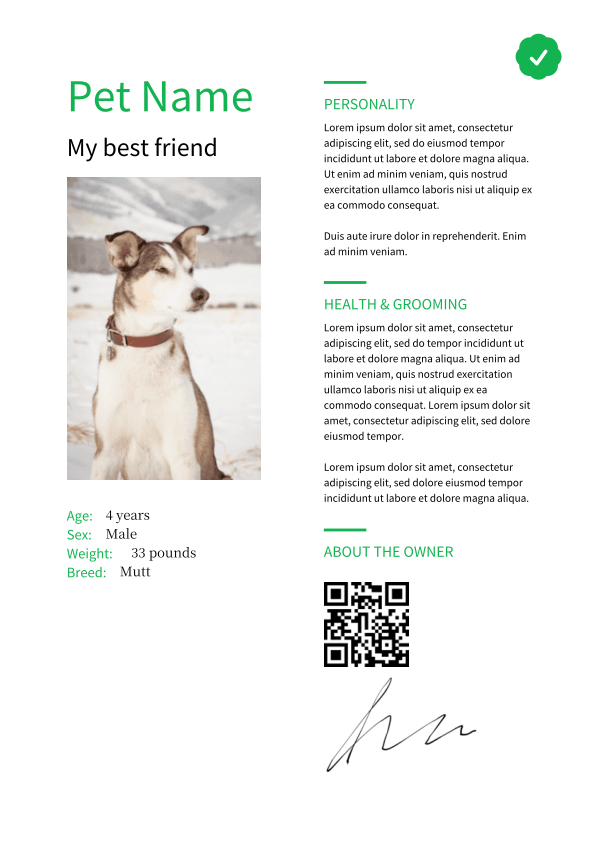 Pet Name
My best friend
Age: 4 years
Sex: Male
Weight: 33 pounds
Breed: Mutt
PERSONALITY
Lorem ipsum dolor sit amet, consectetur
adipiscing elit, sed do eiusmod tempor
incididunt ut labore et dolore magna aliqua.
Ut enim ad minim veniam, quis nostrud
exercitation ullamco laboris nisi ut aliquip ex
ea commodo consequat.
Duis aute irure dolor in reprehenderit. Enim
ad minim veniam.
HEALTH & GROOMING
Lorem ipsum dolor sit amet, consectetur
adipiscing elit, sed do tempor incididunt ut
labore et dolore magna aliqua. Ut enim ad
minim veniam, quis nostrud exercitation
ullamco laboris nisi ut aliquip ex ea
commodo consequat. Lorem ipsum dolor sit
amet, consectetur adipiscing elit, sed dolore
eiusmod tempor.
Lorem ipsum dolor sit amet, consectetur
adipiscing elit, sed dolore eiusmod tempor
incididunt ut labore et dolore magna aliqua.
ABOUT THE OWNER